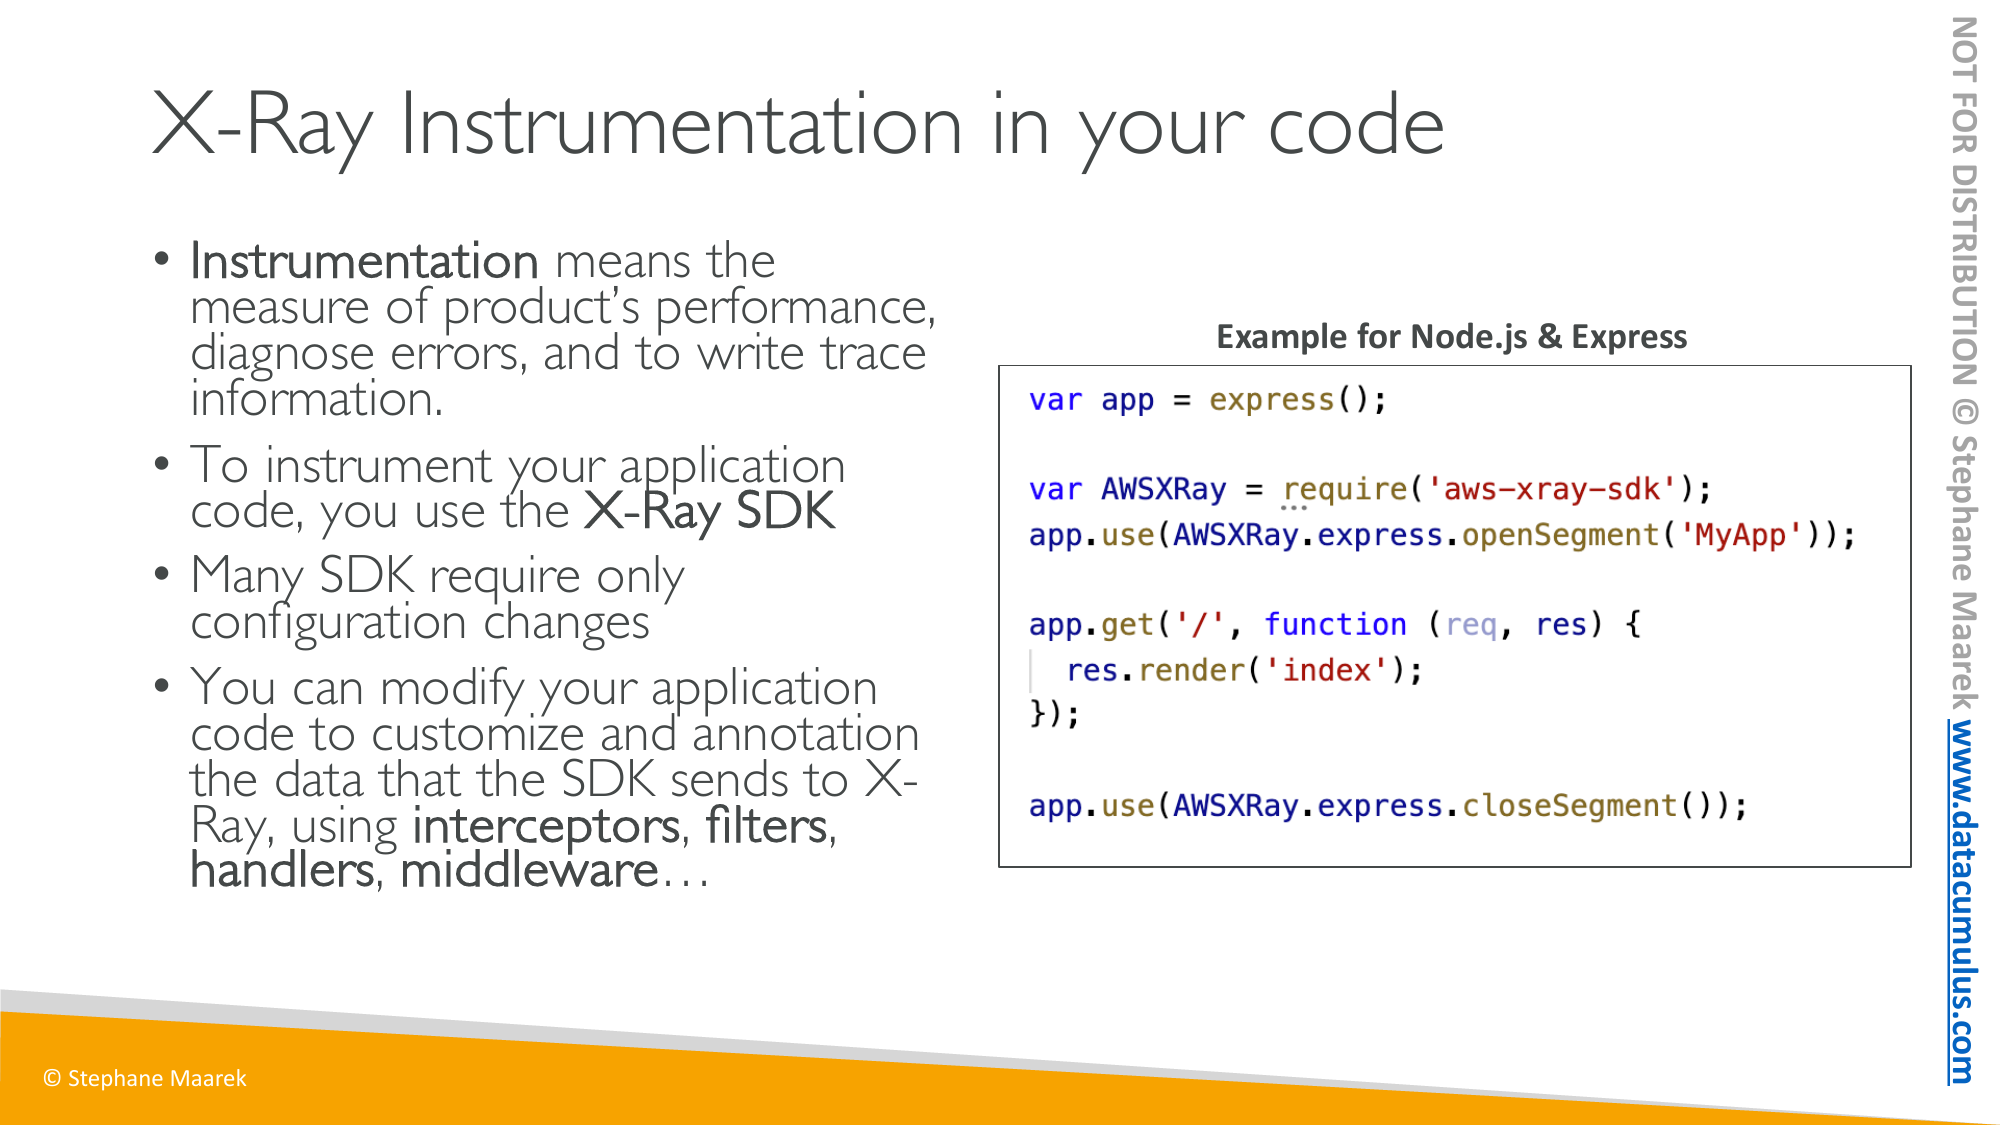 X-Ray Instrumentation in your code
• Instrumentation means the
measure of product’s performance,
diagnose errors, and to write trace
information.
• To instrument your application
code, you use the X-Ray SDK
• Many SDK require only
configuration changes
• You can modify your application
code to customize and annotation
the data that the SDK sends to X-
Ray, using interceptors, filters,
handlers, middleware…
Example for Node.js & Express
var app = express();
var AWSXRay = require('aws-xray-sdk');
app.use(AWSXRay.express.openSegment('MyApp'));
app.get('/', function (req, res) {
  res.render('index');
});
app.use(AWSXRay.express.closeSegment());
© Stephane Maarek
NOT FOR DISTRIBUTION © Stephane Maarek www.datacumulus.com